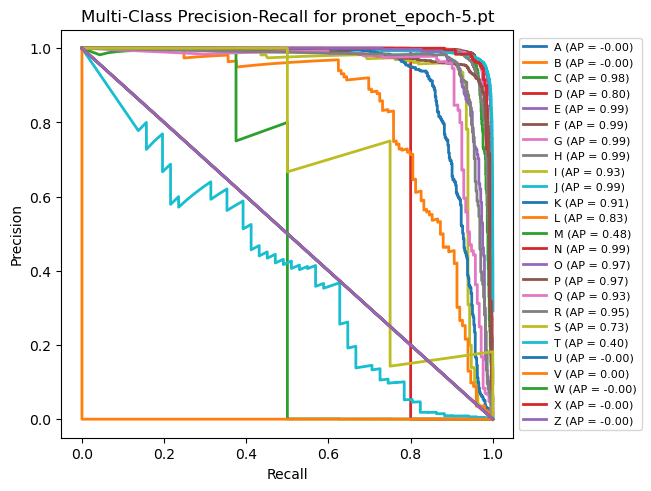 Multi-Class Precision-Recall for pronet_epoch-5.pt
Precision
1.0
0.8
0.6
0.4
0.2
0.0
0.0 0.2 0.4 0.6 0.8 1.0
Recall
A (AP = -0.00)
B (AP = -0.00)
C (AP = 0.98)
D (AP = 0.80)
E (AP = 0.99)
F (AP = 0.99)
G (AP = 0.99)
H (AP = 0.99)
I (AP = 0.93)
J (AP = 0.99)
K (AP = 0.91)
L (AP = 0.83)
M (AP = 0.48)
N (AP = 0.99)
O (AP = 0.97)
P (AP = 0.97)
Q (AP = 0.93)
R (AP = 0.95)
S (AP = 0.73)
T (AP = 0.40)
U (AP = -0.00)
V (AP = 0.00)
W (AP = -0.00)
X (AP = -0.00)
Z (AP = -0.00)